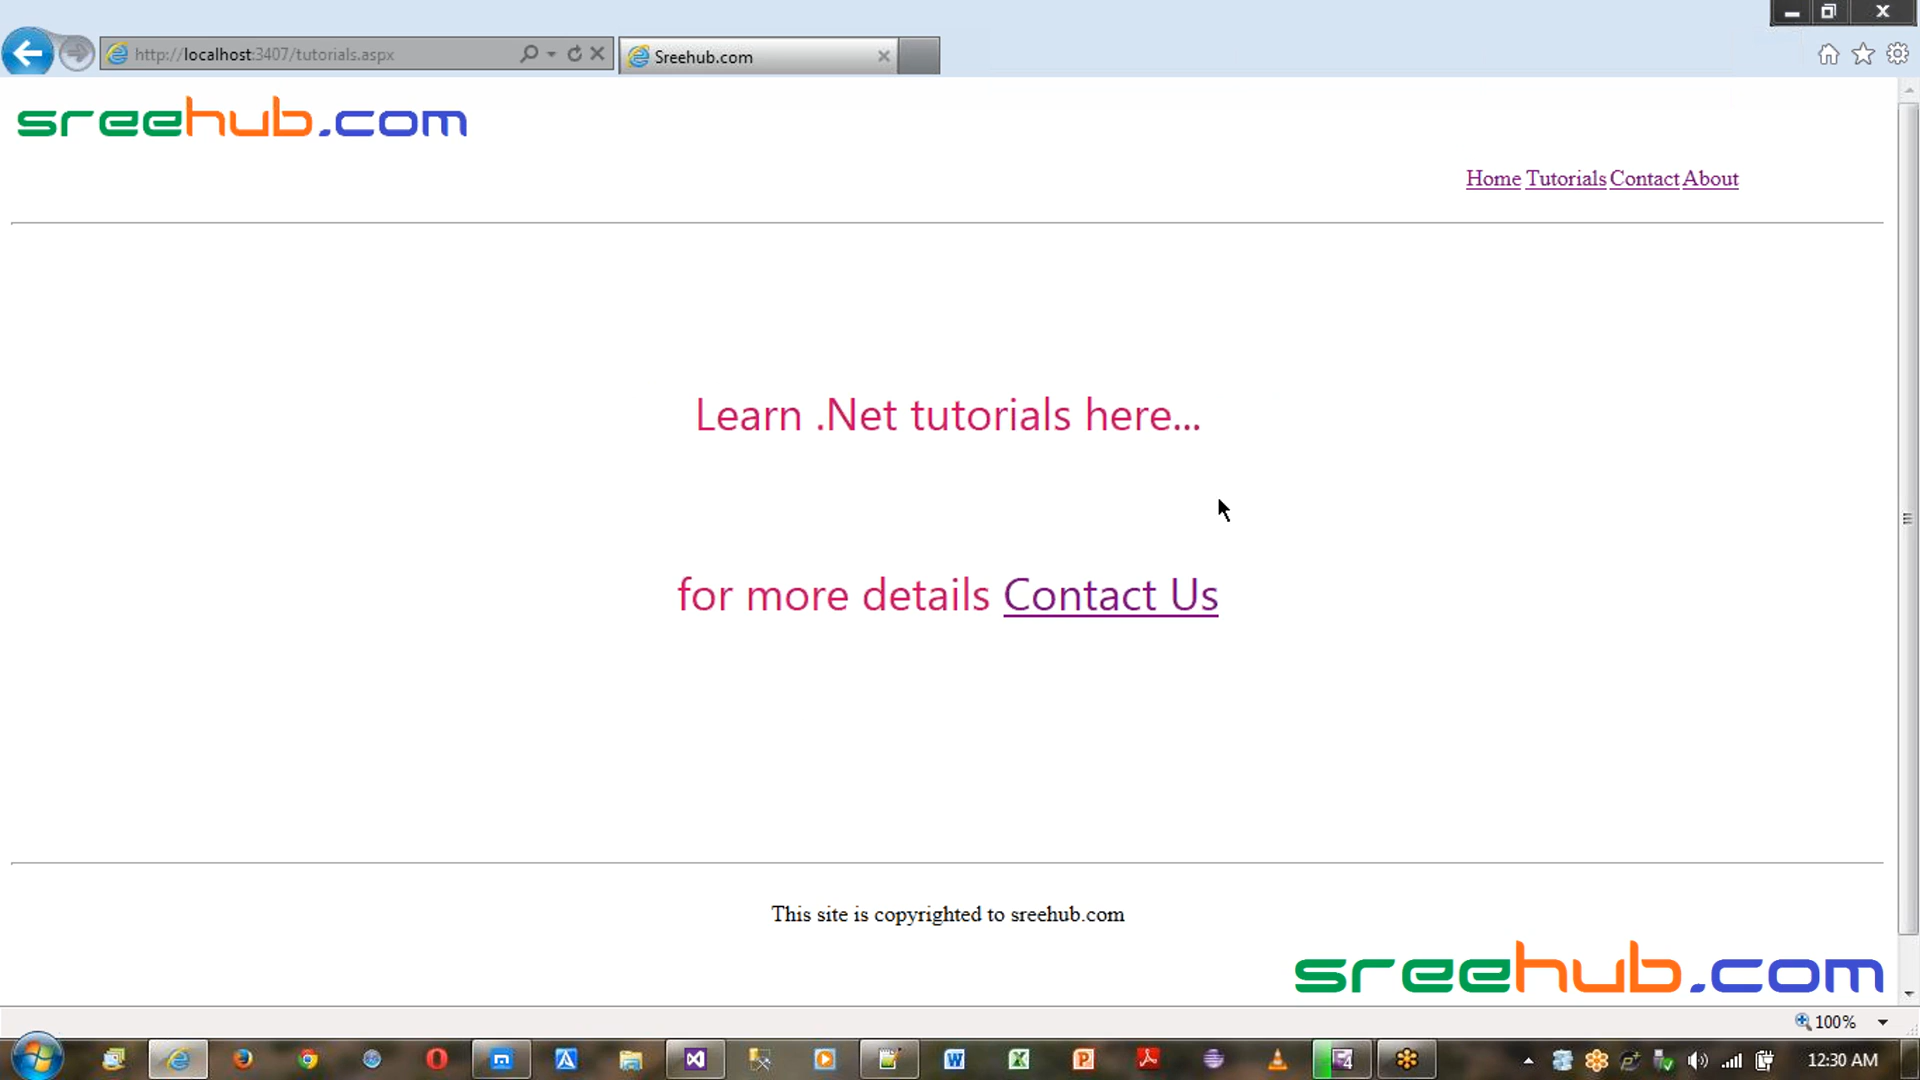 http://localhost:3407/tutorials.aspx
Sreehub.com
sreehub.com
Home Tutorials Contact About
Learn .Net tutorials here...
for more details Contact Us
This site is copyrighted to sreehub.com
sreehub.com
100%
12:30 AM